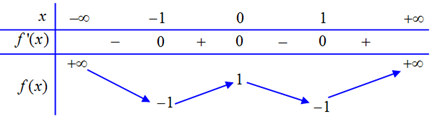 x −∞ −1 0 1 +∞
f'(x) − 0 + 0 − 0 +
+∞ +∞
f(x) 1
−1 −1